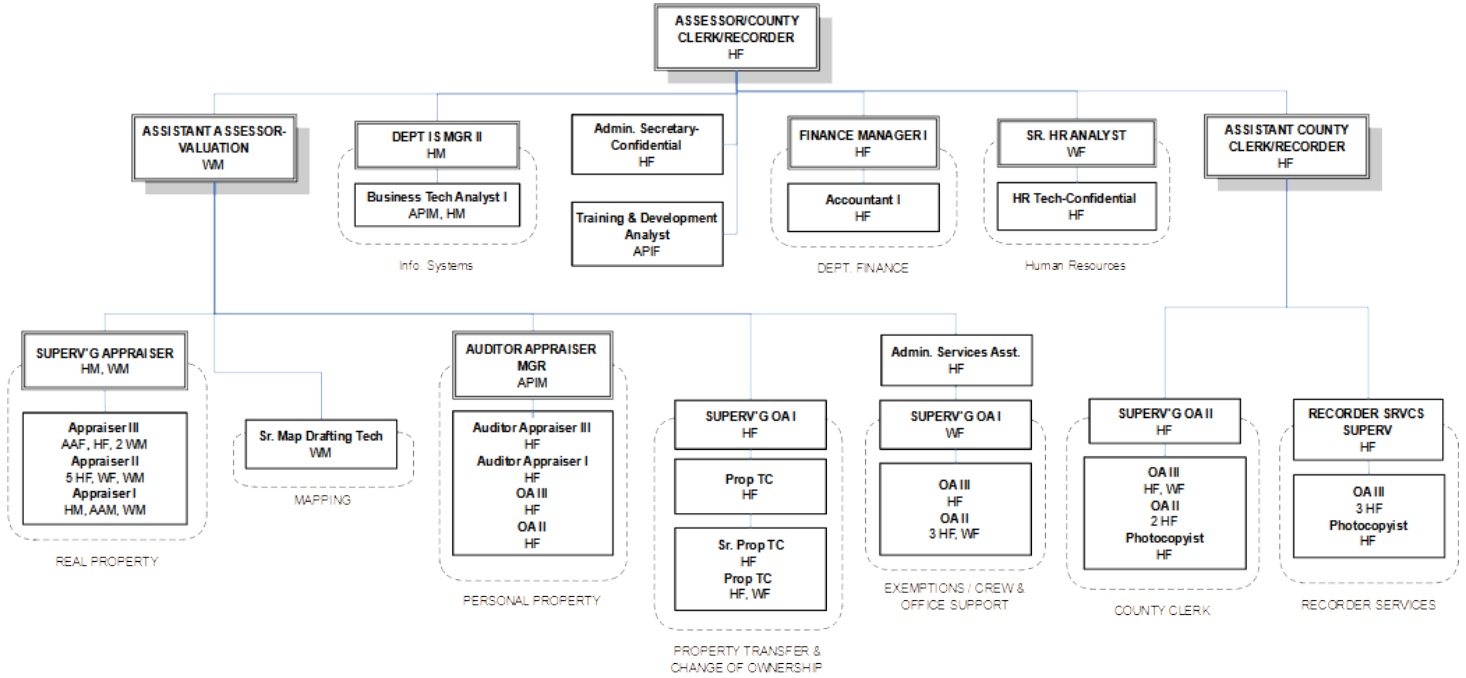 ASSESSOR/COUNTY
CLERK/RECORDER
HF
ASSISTANT ASSESSOR-
VALUATION
WM
DEPT IS MGR II
HM
Business Tech Analyst I
APIM, HM
Info. Systems
Admin. Secretary-
Confidential
HF
Training & Development
Analyst
APIF
FINANCE MANAGER I
HF
Accountant I
HF
DEPT. FINANCE
SR. HR ANALYST
WF
HR Tech-Confidential
HF
Human Resources
ASSISTANT COUNTY
CLERK/RECORDER
HF
SUPERV'G APPRAISER
HM, WM
Appraiser III
AAF, HF, 2 WM
Appraiser II
5 HF, WF, WM
Appraiser I
HM, AAM, WM
REAL PROPERTY
Sr. Map Drafting Tech
WM
MAPPING
AUDITOR APPRAISER
MGR
APIM
Auditor Appraiser III
HF
Auditor Appraiser I
HF
OA III
HF
OA II
HF
PERSONAL PROPERTY
SUPERV'G OA I
HF
Prop TC
HF
Sr. Prop TC
HF
Prop TC
HF, WF
PROPERTY TRANSFER &
CHANGE OF OWNERSHIP
Admin. Services Asst.
HF
SUPERV'G OA I
WF
OA III
HF
OA II
3 HF, WF
EXEMPTIONS / CREW &
OFFICE SUPPORT
SUPERV'G OA II
HF
OA III
HF, WF
OA II
2 HF
Photocopyist
HF
COUNTY CLERK
RECORDER SRVCS
SUPERV
HF
OA III
3 HF
Photocopyist
HF
RECORDER SERVICES